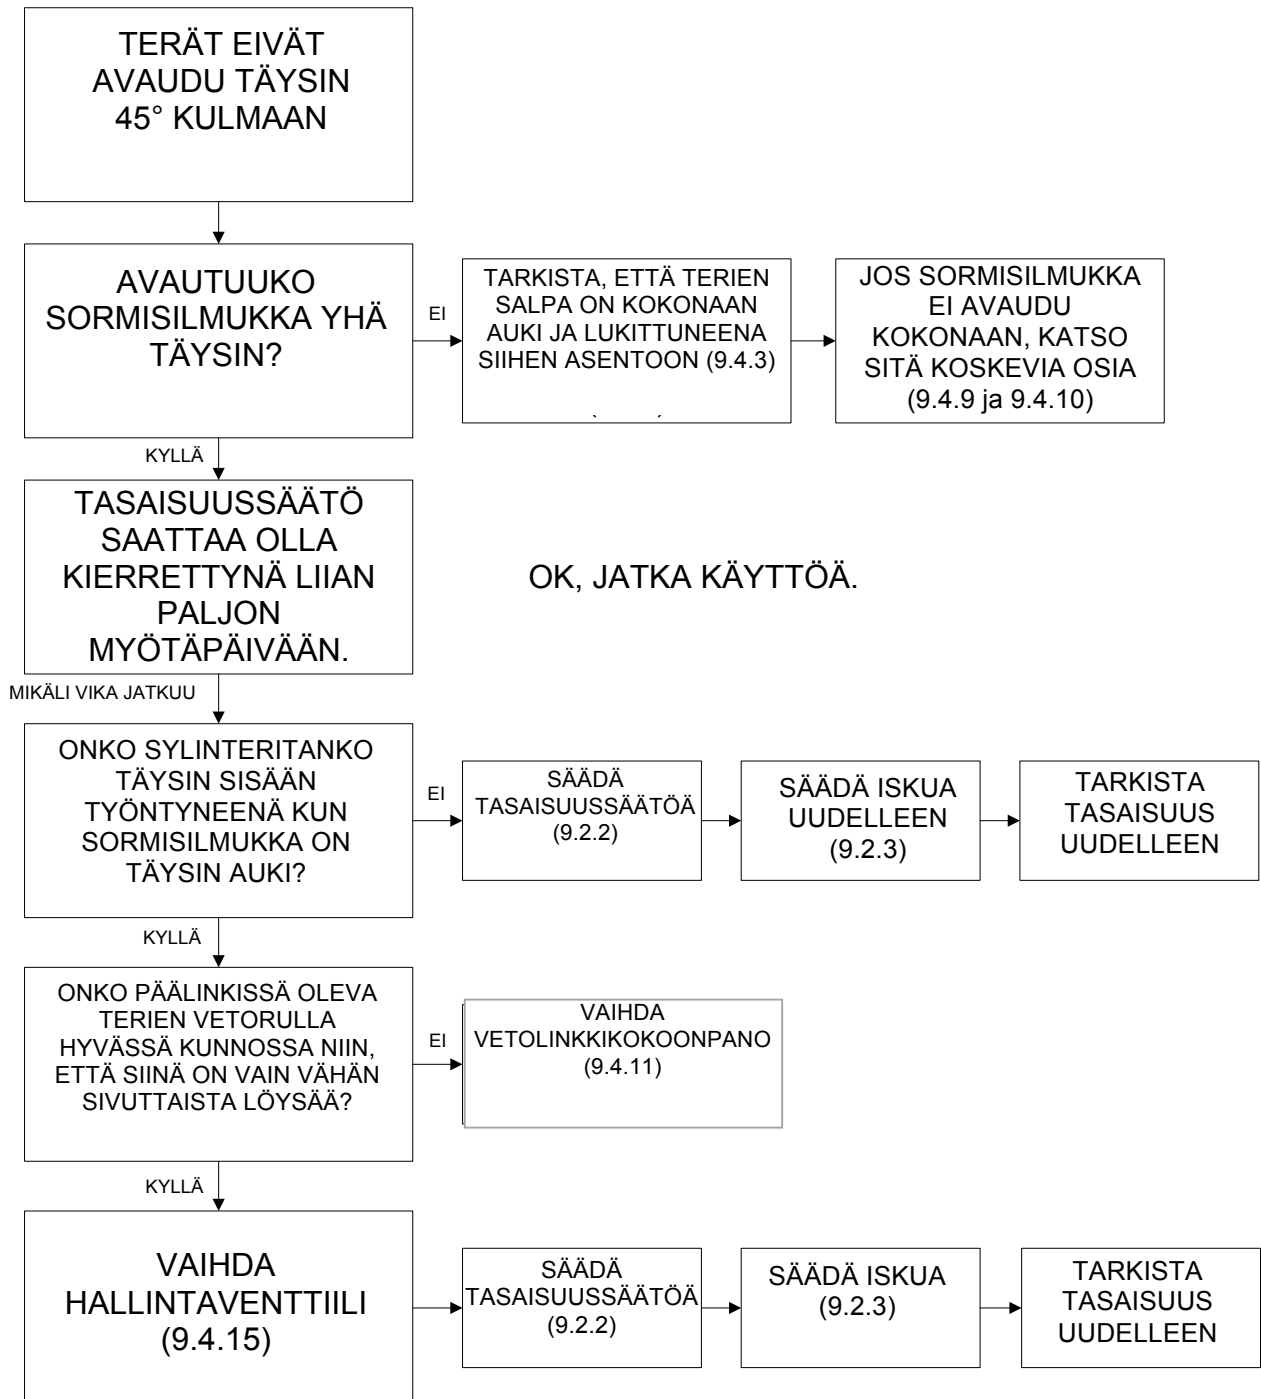 TERÄT EIVÄT
AVAUDU TÄYSIN
45° KULMAAN
AVAUTUUKO
SORMISILMUKKA YHÄ
TÄYSIN?
EI
TARKISTA, ETTÄ TERIEN
SALPA ON KOKONAAN
AUKI JA LUKITTUNEENA
SIIHEN ASENTOON (9.4.3)
JOS SORMISILMUKKA
EI AVAUDU
KOKONAAN, KATSO
SITÄ KOSKEVIA OSIA
(9.4.9 ja 9.4.10)
KYLLÄ
TASAISUUSSÄÄTÖ
SAATTAA OLLA
KIERRETTYNÄ LIIAN
PALJON
MYÖTÄPÄIVÄÄN.
OK, JATKA KÄYTTÖÄ.
MIKÄLI VIKA JATKUU
ONKO SYLINTERITANKO
TÄYSIN SISÄÄN
TYÖNTYNEENÄ KUN
SORMISILMUKKA ON
TÄYSIN AUKI?
EI
SÄÄDÄ
TASAISUUSSÄÄTÖÄ
(9.2.2)
SÄÄDÄ ISKUA
UUDELLEEN
(9.2.3)
TARKISTA
TASAISUUS
UUDELLEEN
KYLLÄ
ONKO PÄÄLINKISSÄ OLEVA
TERIEN VETORULLA
HYVÄSSÄ KUNNOSSA NIIN,
ETTÄ SIINÄ ON VAIN VÄHÄN
SIVUTTAISTA LÖYSÄÄ?
EI
VAIHDA
VETOLINKKIKOKOONPANO
(9.4.11)
KYLLÄ
VAIHDA
HALLINTAVENTTIILI
(9.4.15)
SÄÄDÄ
TASAISUUSSÄÄTÖÄ
(9.2.2)
SÄÄDÄ ISKUA
(9.2.3)
TARKISTA
TASAISUUS
UUDELLEEN